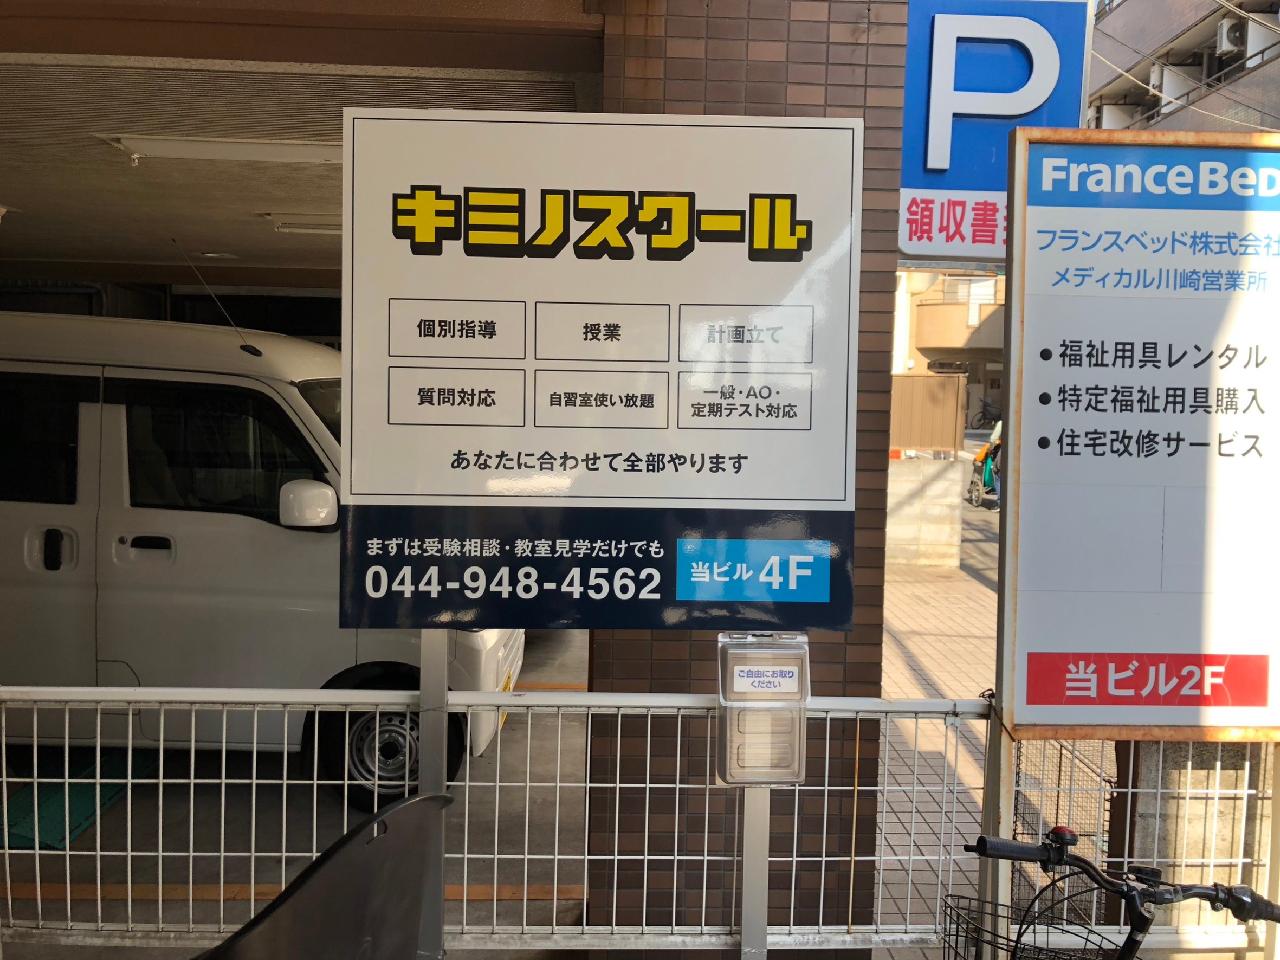 キミノスクール
個別指導
授業
計画立て
質問対応
自習室使い放題
一般・AO・
定期テスト対応
あなたに合わせて全部やります
まずは受験相談・教室見学だけでも
044-948-4562
当ビル4F
ご自由にお取り
ください
P
領収書
FranceBed
フランスベッド株式会社
メディカル川崎営業所
●福祉用具レンタル
●特定福祉用具購入
●住宅改修サービス
当ビル2F